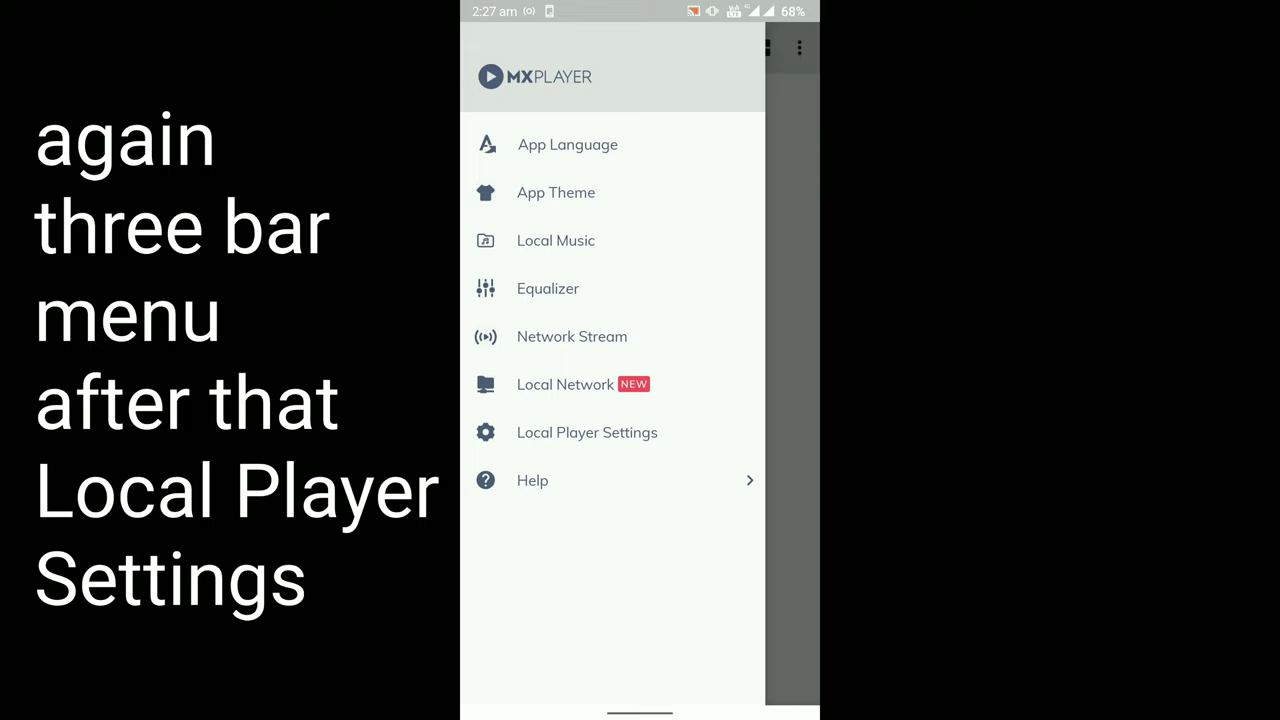 again
three bar
menu
after that
Local Player
Settings
2:27 am
68%
MXPLAYER
App Language
App Theme
Local Music
Equalizer
Network Stream
Local Network NEW
Local Player Settings
Help